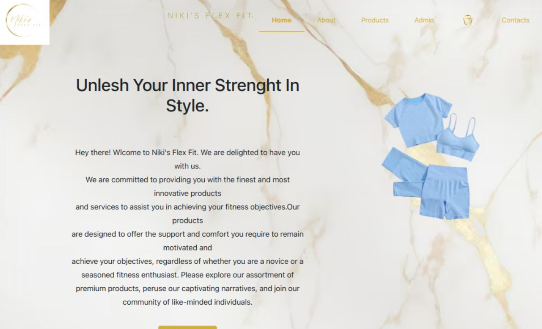 NIKI'S FLEX FIT.
Home About Products Admin Contacts
Unlesh Your Inner Strenght In
Style.
Hey there! Wlcome to Niki's Flex Fit. We are delighted to have you
with us.
We are committed to providing you with the finest and most
innovative products
and services to assist you in achieving your fitness objectives.Our
products
are designed to offer the support and comfort you require to remain
motivated and
achieve your objectives, regardless of whether you are a novice or a
seasoned fitness enthusiast. Please explore our assortment of
premium products, peruse our captivating narratives, and join our
community of like-minded individuals.